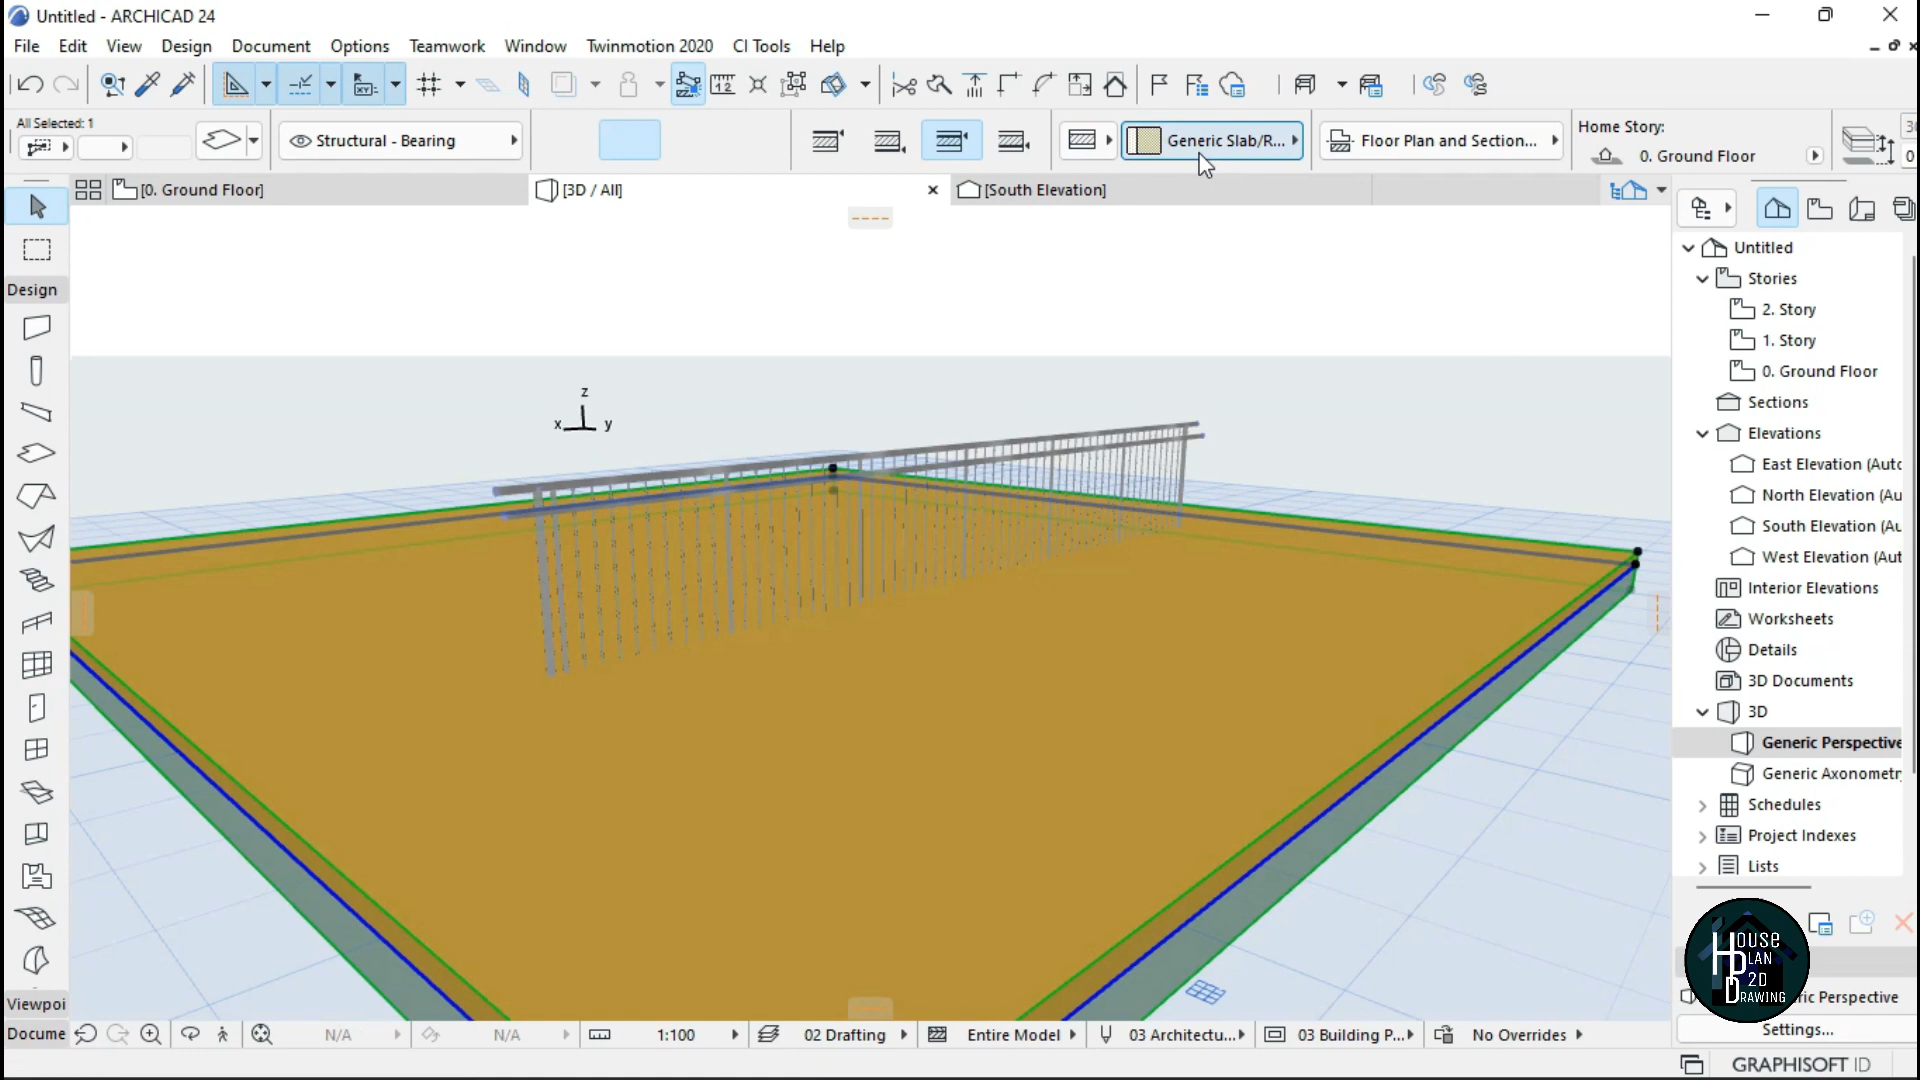 Untitled - ARCHICAD 24
File Edit View Design Document Options Teamwork Window Twinmotion 2020 CI Tools Help
All Selected: 1
Structural - Bearing
Generic Slab/R...
Floor Plan and Section...
Home Story:
0. Ground Floor
0
[0. Ground Floor]
[3D / All]
[South Elevation]
Design
z
x
y
Untitled
Stories
2. Story
1. Story
0. Ground Floor
Sections
Elevations
East Elevation (Auto
North Elevation (Au
South Elevation (Au
West Elevation (Aut
Interior Elevations
Worksheets
Details
3D Documents
3D
Generic Perspective
Generic Axonometr
Schedules
Project Indexes
Lists
HOUSE
PLAN
2D
DRAWING
ric Perspective
Settings...
Viewpoi
Docume
N/A
N/A
1:100
02 Drafting
Entire Model
03 Architectu...
03 Building P...
No Overrides
GRAPHISOFT ID